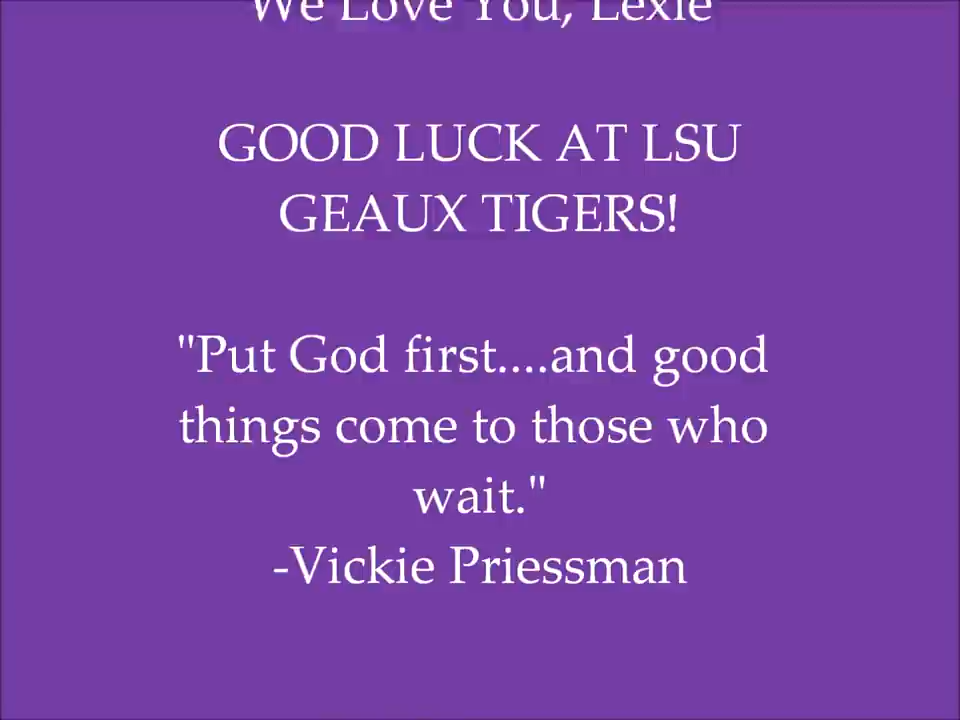 We Love You, Lexie
GOOD LUCK AT LSU
GEAUX TIGERS!
"Put God first....and good
things come to those who
wait."
-Vickie Priessman